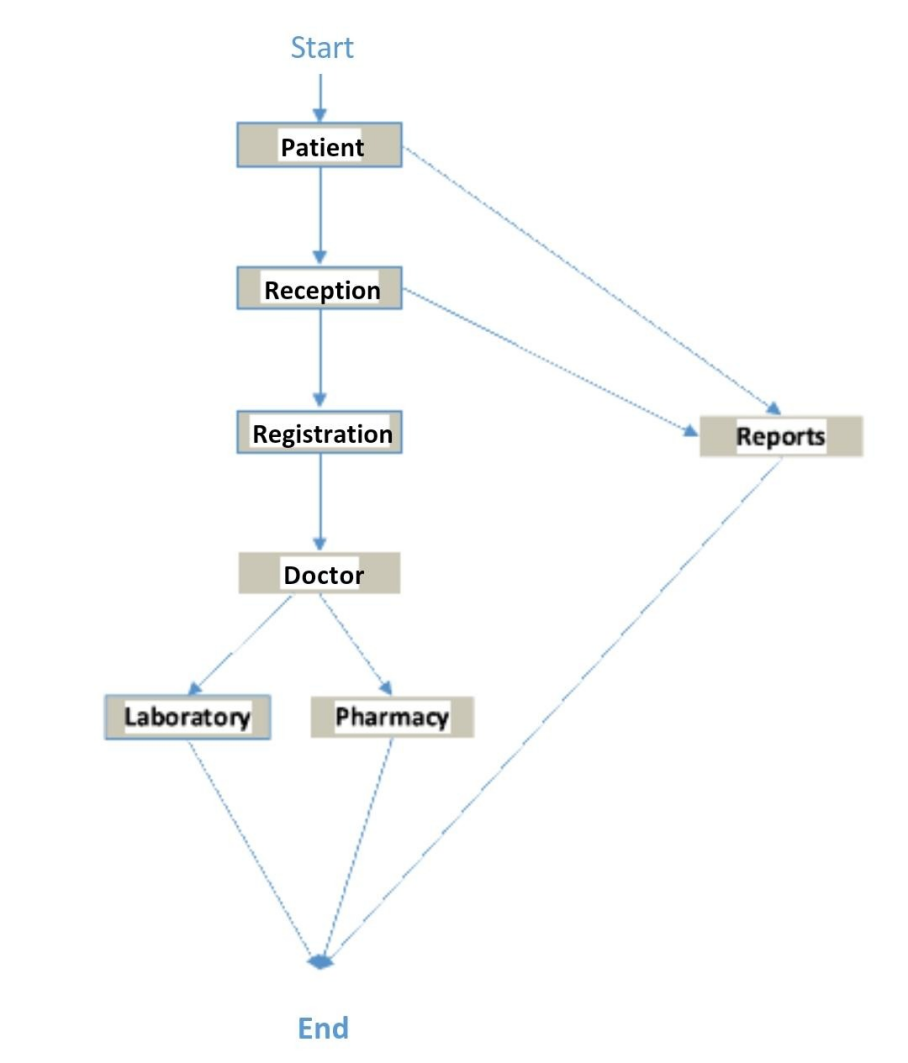 Start
Patient
Reception
Registration
Reports
Doctor
Laboratory
Pharmacy
End